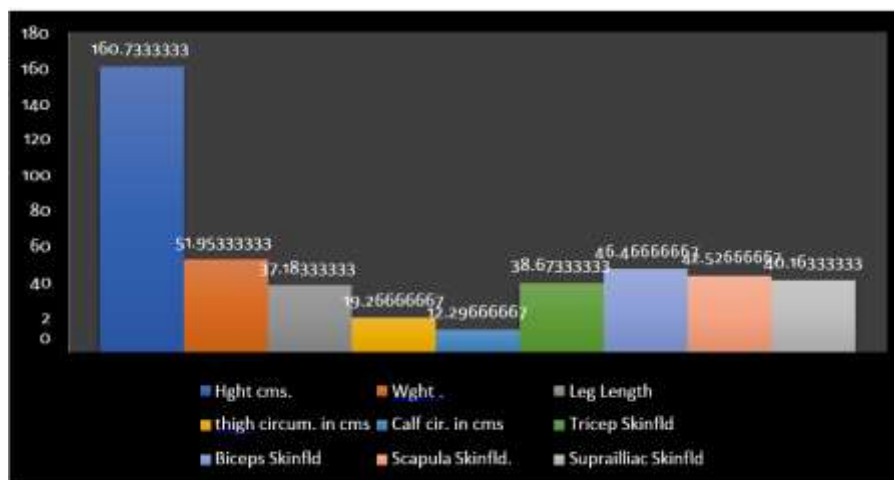 180
160
140
120
100
80
60
40
2
0
160.7333333
51.95333333
37.18333333
19.26666667
12.29666667
38.67333333
46.46666667
42.52666667
40.16333333
Hght cms.
Wght .
Leg Length
thigh circum. in cms
Calf cir. in cms
Tricep Skinfld
Biceps Skinfld
Scapula Skinfld.
Suprailliac Skinfld